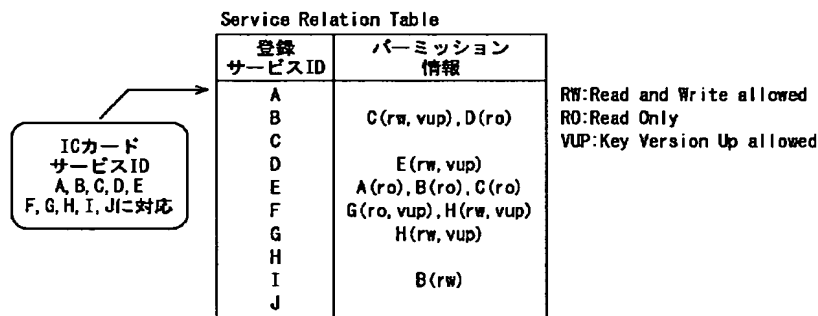 Service Relation Table
登録
サービスID
パーミッション
情報
A
B C(rw, vup), D(ro)
C
D E(rw, vup)
E A(ro), B(ro), C(ro)
F G(ro, vup), H(rw, vup)
G H(rw, vup)
H
I B(rw)
J
RW:Read and Write allowed
RO:Read Only
VUP:Key Version Up allowed
ICカード
サービスID
A, B, C, D, E
F, G, H, I, Jに対応